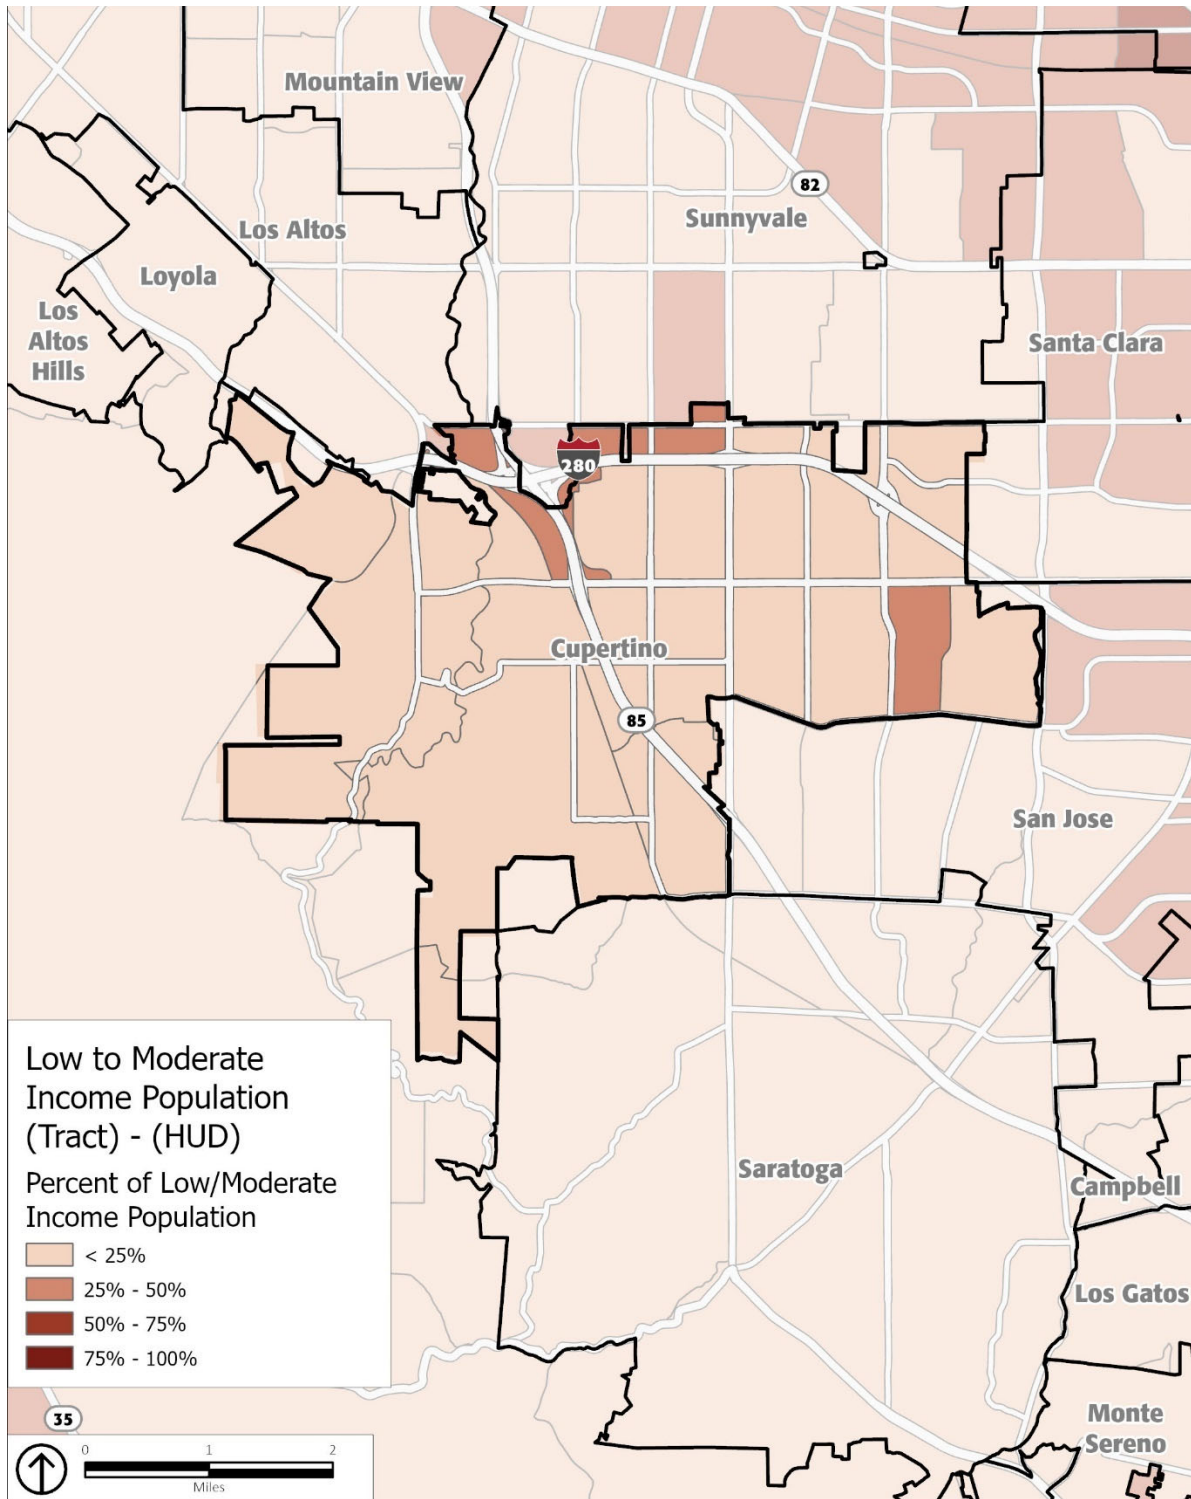 Mountain View
82
Sunnyvale
Los Altos
Loyola
Los
Altos
Hills
Santa Clara
280
Cupertino
85
San Jose
Saratoga
Campbell
Los Gatos
Monte
Sereno
Low to Moderate
Income Population
(Tract) - (HUD)
Percent of Low/Moderate
Income Population
< 25%
25% - 50%
50% - 75%
75% - 100%
35
0 1 2
Miles